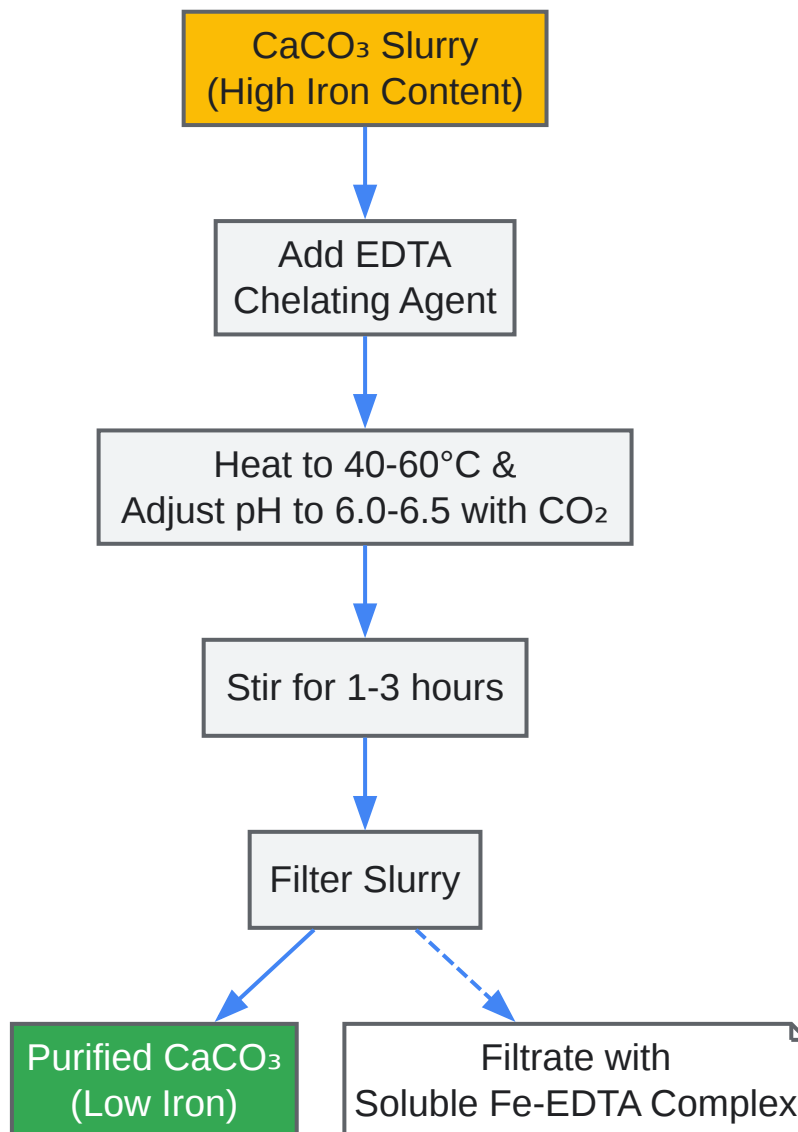 CaCO₃ Slurry
(High Iron Content)
Add EDTA
Chelating Agent
Heat to 40-60°C &
Adjust pH to 6.0-6.5 with CO₂
Stir for 1-3 hours
Filter Slurry
Purified CaCO₃
(Low Iron)
Filtrate with
Soluble Fe-EDTA Complex